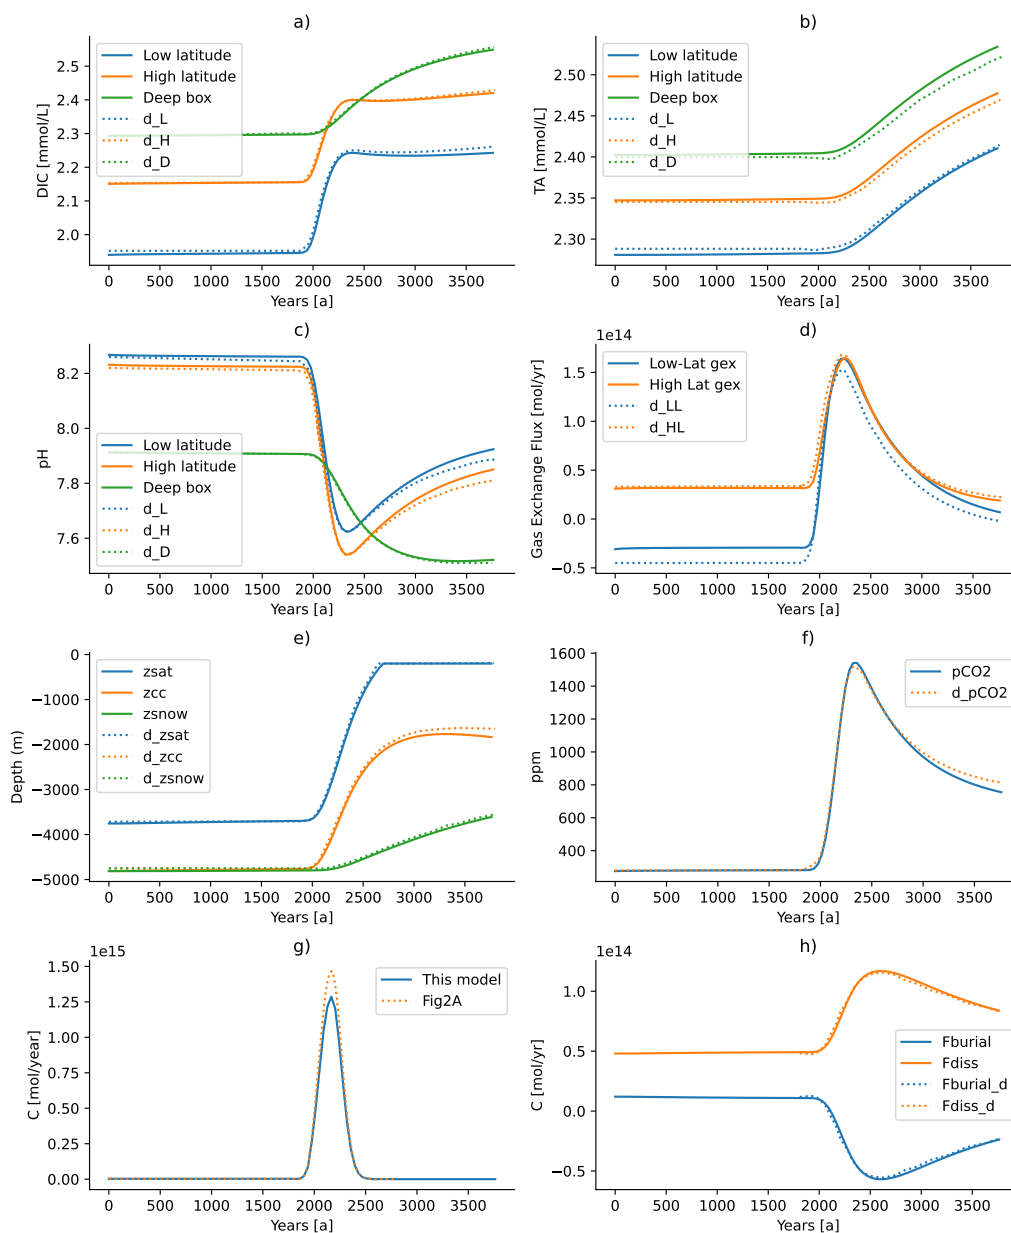 a)
DIC [mmol/L]
2.5
2.4
2.3
2.2
2.1
2.0
Low latitude
High latitude
Deep box
d_L
d_H
d_D
0 500 1000 1500 2000 2500 3000 3500
Years [a]
b)
TA [mmol/L]
2.50
2.45
2.40
2.35
2.30
Low latitude
High latitude
Deep box
d_L
d_H
d_D
0 500 1000 1500 2000 2500 3000 3500
Years [a]
c)
pH
8.2
8.0
7.8
7.6
Low latitude
High latitude
Deep box
d_L
d_H
d_D
0 500 1000 1500 2000 2500 3000 3500
Years [a]
d)
1e14
Gas Exchange Flux [mol/yr]
1.5
1.0
0.5
0.0
−0.5
Low-Lat gex
High Lat gex
d_LL
d_HL
0 500 1000 1500 2000 2500 3000 3500
Years [a]
e)
Depth (m)
0
−1000
−2000
−3000
−4000
−5000
zsat
zcc
zsnow
d_zsat
d_zcc
d_zsnow
0 500 1000 1500 2000 2500 3000 3500
Years [a]
f)
ppm
1600
1400
1200
1000
800
600
400
pCO2
d_pCO2
0 500 1000 1500 2000 2500 3000 3500
Years [a]
g)
1e15
C [mol/year]
1.50
1.25
1.00
0.75
0.50
0.25
0.00
This model
Fig2A
0 500 1000 1500 2000 2500 3000 3500
Years [a]
h)
1e14
C [mol/yr]
1.0
0.5
0.0
−0.5
Fburial
Fdiss
Fburial_d
Fdiss_d
0 500 1000 1500 2000 2500 3000 3500
Years [a]